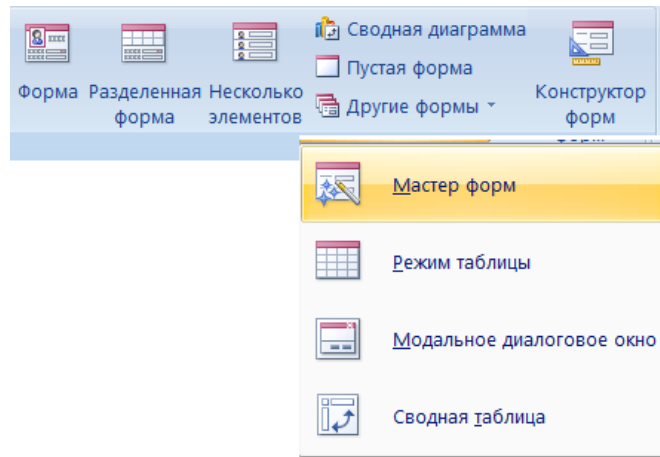 Форма
Разделенная
форма
Несколько
элементов
Сводная диаграмма
Пустая форма
Другие формы
Конструктор
форм
Мастер форм
Режим таблицы
Модальное диалоговое окно
Сводная таблица